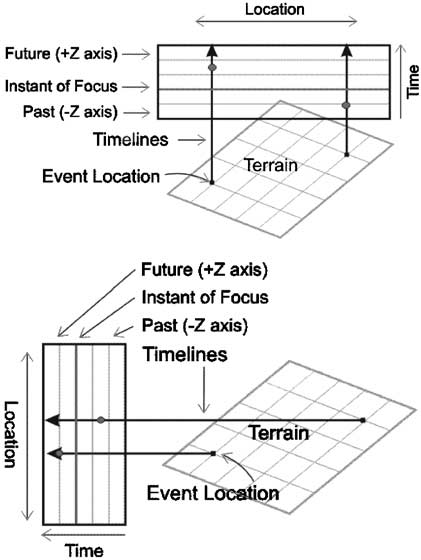 Location
Future (+Z axis)
Instant of Focus
Past (-Z axis)
Time
Timelines
Terrain
Event Location
Future (+Z axis)
Instant of Focus
Past (-Z axis)
Timelines
Location
Terrain
Event Location
Time